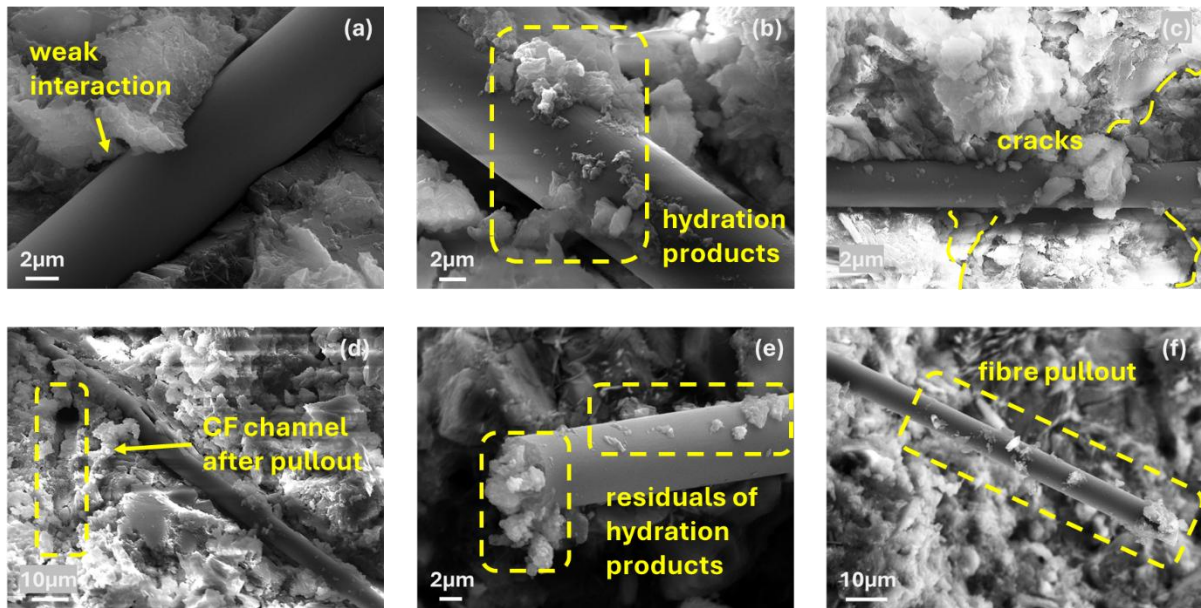 (a)
weak
interaction
2μm
(b)
hydration
products
2μm
(c)
cracks
2μm
(d)
CF channel
after pullout
10μm
(e)
residuals of
hydration
products
2μm
(f)
fibre pullout
10μm